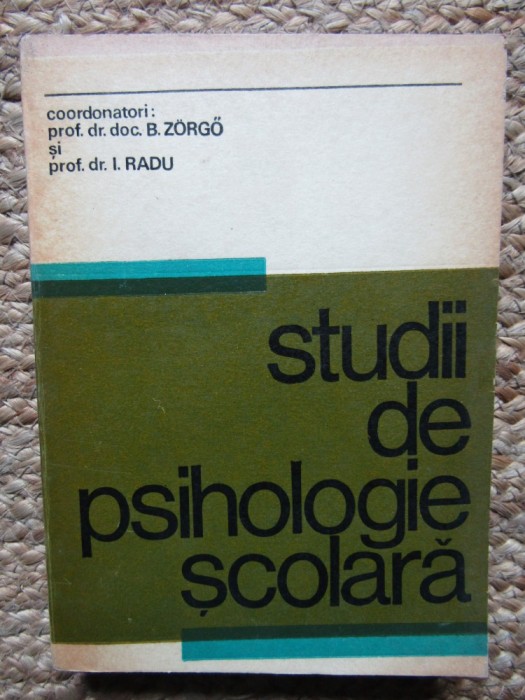 coordonatori:
prof. dr. doc. B. ZÖRGŐ
și
prof. dr. I. RADU
studii
de
psihologie
școlară